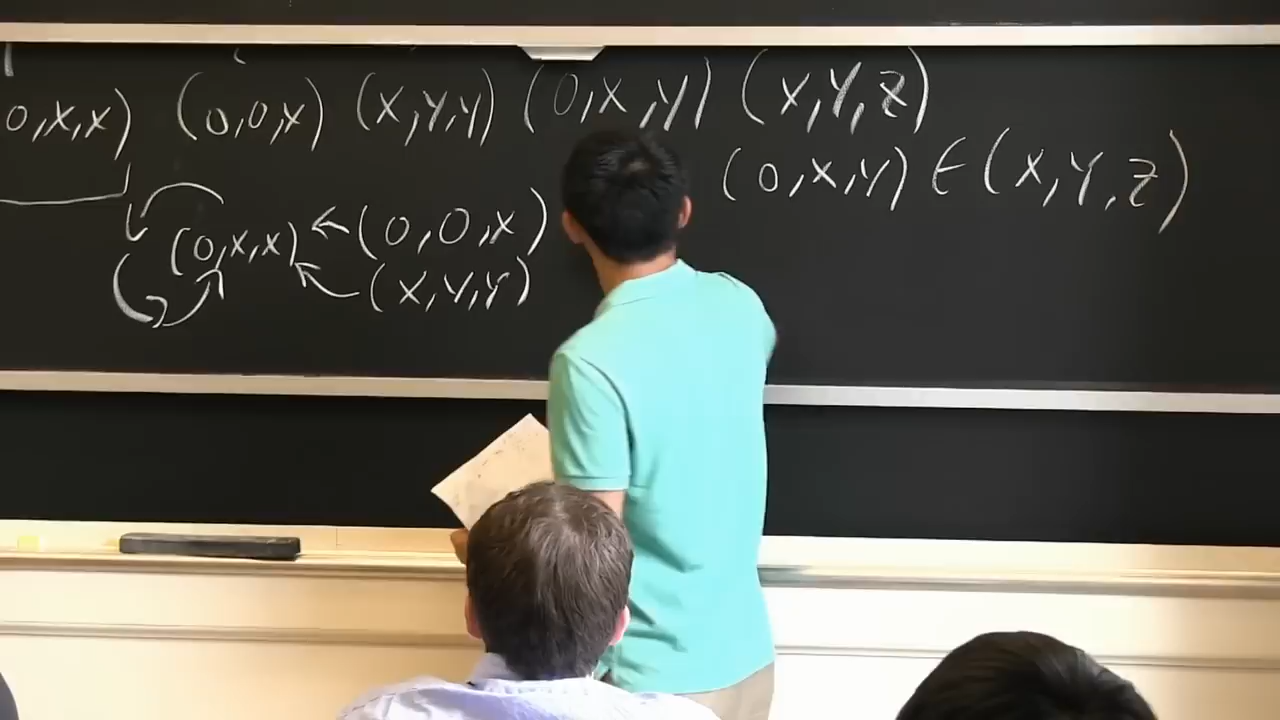 0,x,x) (0,0,x) (x,y,y) (0,x,y) (x,y,z)
(0,x,y) ∈ (x,y,z)
(0,x,x) ← (0,0,x)
(x,y,y)